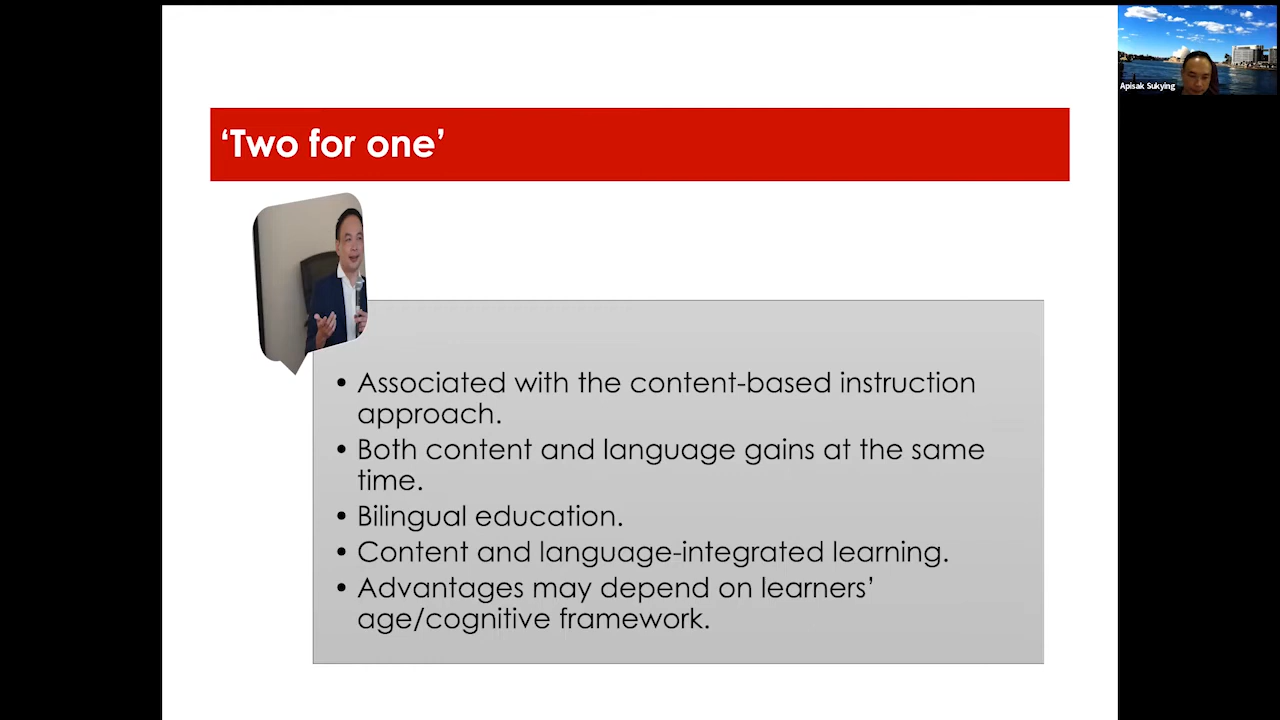 ‘Two for one’
Apisak Sukying
• Associated with the content-based instruction
approach.
• Both content and language gains at the same
time.
• Bilingual education.
• Content and language-integrated learning.
• Advantages may depend on learners’
age/cognitive framework.